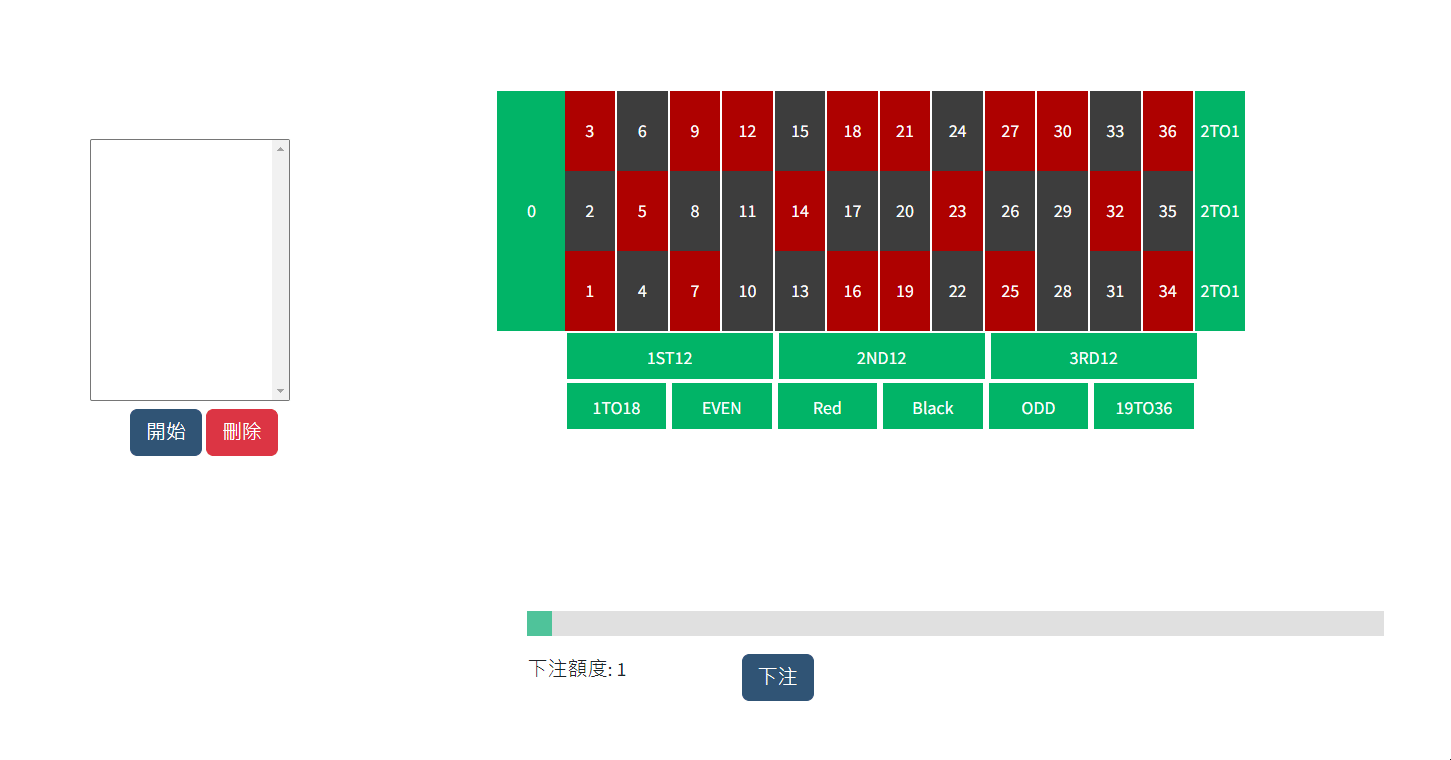 3 6 9 12 15 18 21 24 27 30 33 36 2TO1
0 2 5 8 11 14 17 20 23 26 29 32 35 2TO1
1 4 7 10 13 16 19 22 25 28 31 34 2TO1
1ST12 2ND12 3RD12
1TO18 EVEN Red Black ODD 19TO36
開始 刪除
下注額度: 1
下注